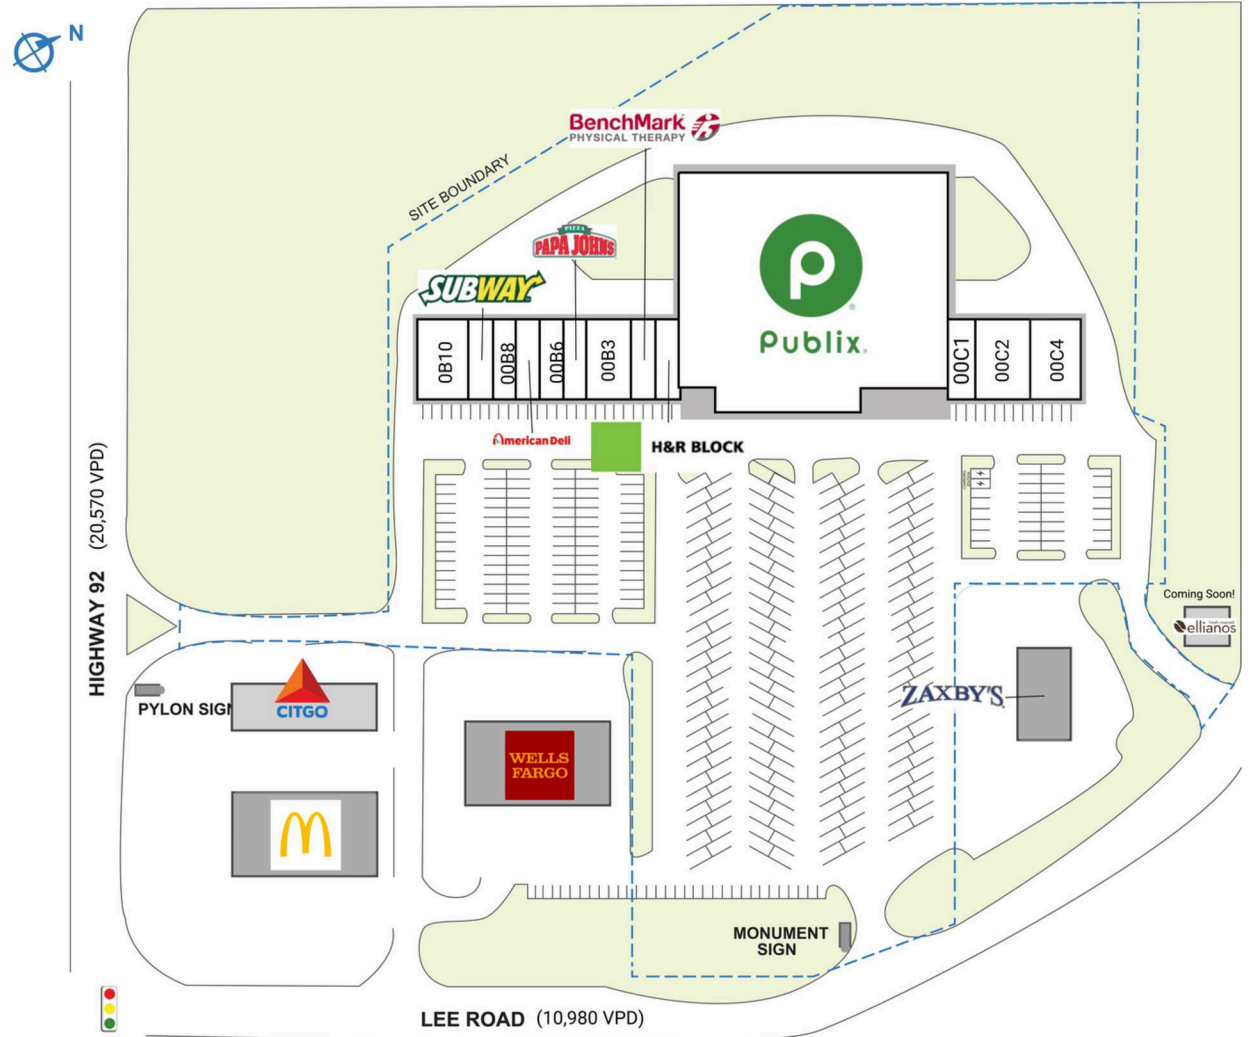 N
BenchMark
PHYSICAL THERAPY
SITE BOUNDARY
PIZZA
PAPA JOHNS
SUBWAY
Publix
0B10
00B8
00B6
00B3
00C1
00C2
00C4
American Deli
H&R BLOCK
HIGHWAY 92 (20,570 VPD)
Coming Soon!
ellianos
PYLON SIGN
CITGO
ZAXBY'S
WELLS
FARGO
MONUMENT
SIGN
LEE ROAD (10,980 VPD)